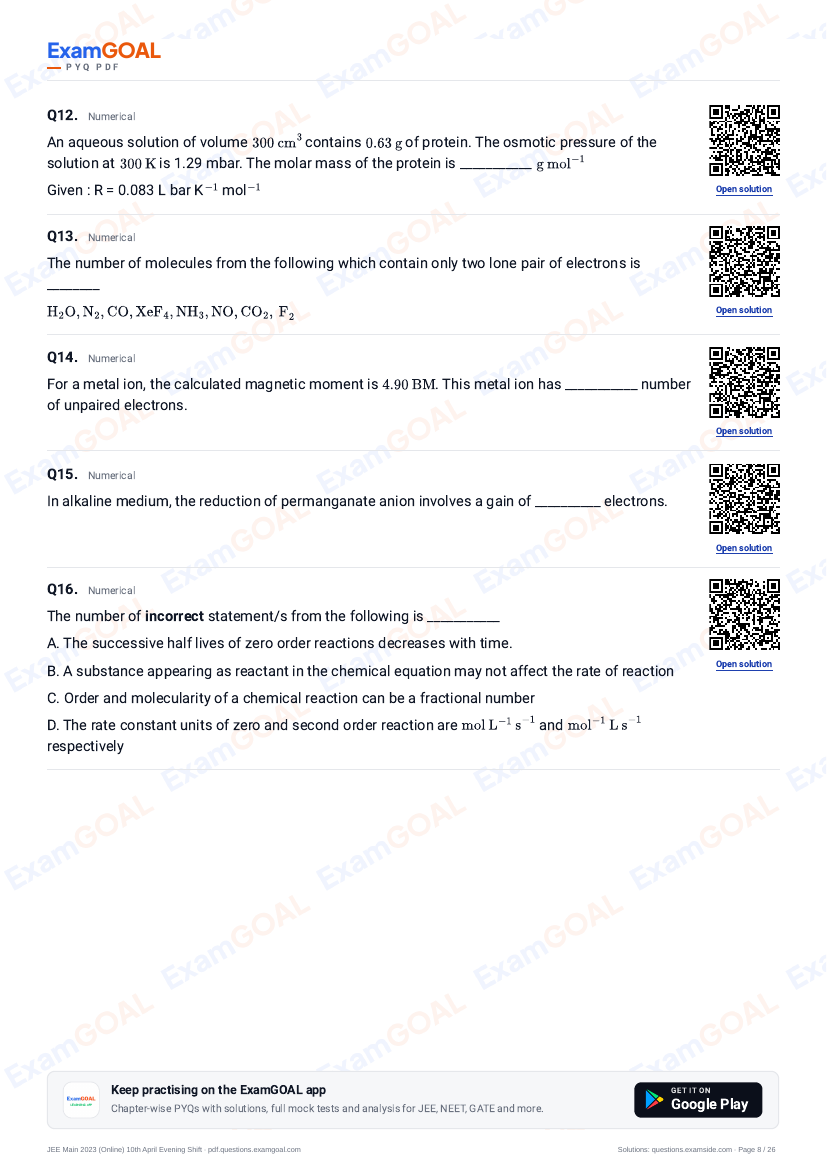 ExamGOAL
PYQ PDF
Q12. Numerical
An aqueous solution of volume 300 cm³ contains 0.63 g of protein. The osmotic pressure of the
solution at 300 K is 1.29 mbar. The molar mass of the protein is __________ g mol⁻¹
Given : R = 0.083 L bar K⁻¹ mol⁻¹
Open solution
Q13. Numerical
The number of molecules from the following which contain only two lone pair of electrons is
________
H₂O, N₂, CO, XeF₄, NH₃, NO, CO₂, F₂
Open solution
Q14. Numerical
For a metal ion, the calculated magnetic moment is 4.90 BM. This metal ion has __________ number
of unpaired electrons.
Open solution
Q15. Numerical
In alkaline medium, the reduction of permanganate anion involves a gain of __________ electrons.
Open solution
Q16. Numerical
The number of incorrect statement/s from the following is __________
A. The successive half lives of zero order reactions decreases with time.
B. A substance appearing as reactant in the chemical equation may not affect the rate of reaction
C. Order and molecularity of a chemical reaction can be a fractional number
D. The rate constant units of zero and second order reaction are mol L⁻¹ s⁻¹ and mol⁻¹ L s⁻¹
respectively
Open solution
ExamGOAL
Keep practising on the ExamGOAL app
Chapter-wise PYQs with solutions, full mock tests and analysis for JEE, NEET, GATE and more.
GET IT ON
Google Play
JEE Main 2023 (Online) 10th April Evening Shift · pdf.questions.examgoal.com
Solutions: questions.examside.com · Page 8 / 26